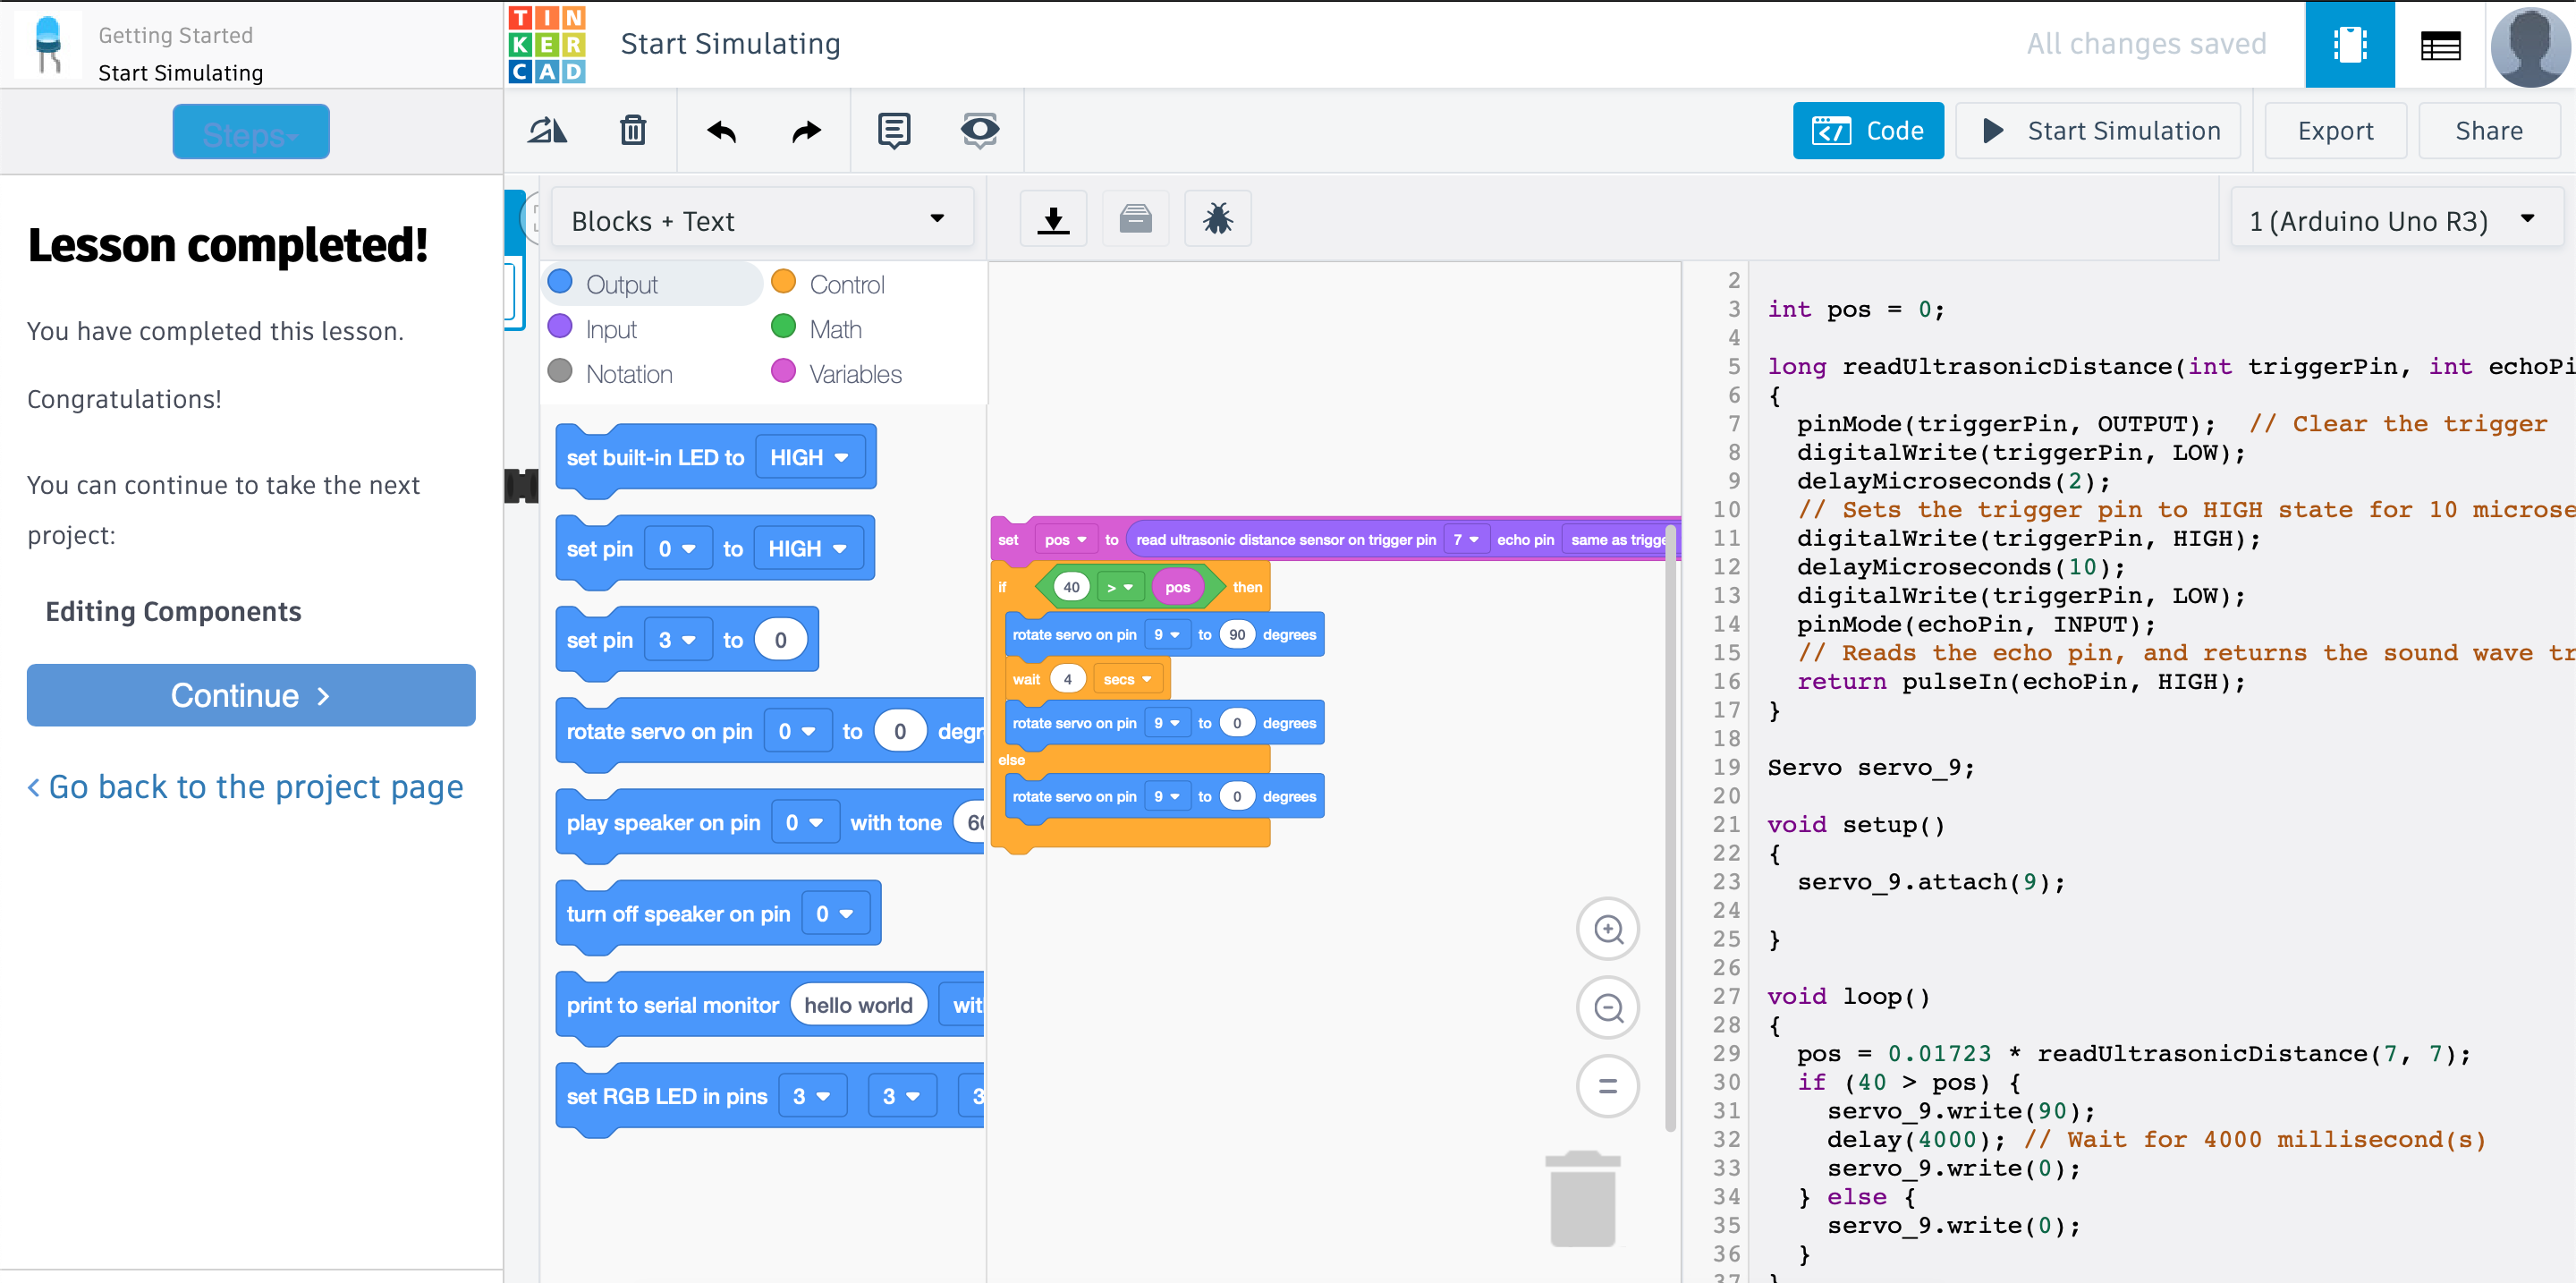 Getting Started
Start Simulating
Steps
Lesson completed!
You have completed this lesson.
Congratulations!
You can continue to take the next
project:
Editing Components
Continue
Go back to the project page
TIN
KER
CAD
Start Simulating
All changes saved
Code
Start Simulation
Export
Share
Blocks + Text
1 (Arduino Uno R3)
Output
Control
Input
Math
Notation
Variables
set built-in LED to HIGH
set pin 0 to HIGH
set pin 3 to 0
rotate servo on pin 0 to 0 degr
play speaker on pin 0 with tone 60
turn off speaker on pin 0
print to serial monitor hello world wit
set RGB LED in pins 3 3 3
set pos to read ultrasonic distance sensor on trigger pin 7 echo pin same as trigge
if 40 > pos then
rotate servo on pin 9 to 90 degrees
wait 4 secs
rotate servo on pin 9 to 0 degrees
else
rotate servo on pin 9 to 0 degrees
2
3 int pos = 0;
4
5 long readUltrasonicDistance(int triggerPin, int echoPi
6 {
7 pinMode(triggerPin, OUTPUT); // Clear the trigger
8 digitalWrite(triggerPin, LOW);
9 delayMicroseconds(2);
10 // Sets the trigger pin to HIGH state for 10 microse
11 digitalWrite(triggerPin, HIGH);
12 delayMicroseconds(10);
13 digitalWrite(triggerPin, LOW);
14 pinMode(echoPin, INPUT);
15 // Reads the echo pin, and returns the sound wave tr
16 return pulseIn(echoPin, HIGH);
17 }
18
19 Servo servo_9;
20
21 void setup()
22 {
23 servo_9.attach(9);
24
25 }
26
27 void loop()
28 {
29 pos = 0.01723 * readUltrasonicDistance(7, 7);
30 if (40 > pos) {
31 servo_9.write(90);
32 delay(4000); // Wait for 4000 millisecond(s)
33 servo_9.write(0);
34 } else {
35 servo_9.write(0);
36 }
37 }